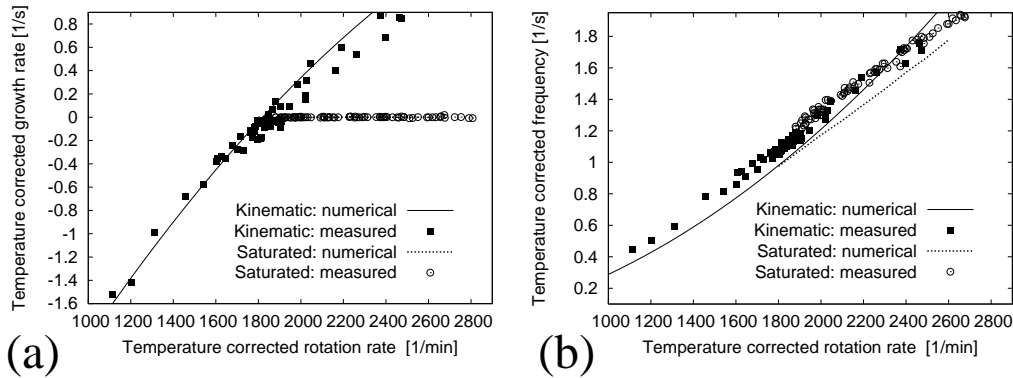 Temperature corrected growth rate [1/s]
0.8
0.6
0.4
0.2
0
-0.2
-0.4
-0.6
-0.8
-1
-1.2
-1.4
-1.6
Kinematic: numerical
Kinematic: measured
Saturated: numerical
Saturated: measured
1000 1200 1400 1600 1800 2000 2200 2400 2600 2800
Temperature corrected rotation rate [1/min]
(a)
Temperature corrected frequency [1/s]
1.8
1.6
1.4
1.2
1
0.8
0.6
0.4
0.2
Kinematic: numerical
Kinematic: measured
Saturated: numerical
Saturated: measured
1000 1200 1400 1600 1800 2000 2200 2400 2600 2800
Temperature corrected rotation rate [1/min]
(b)